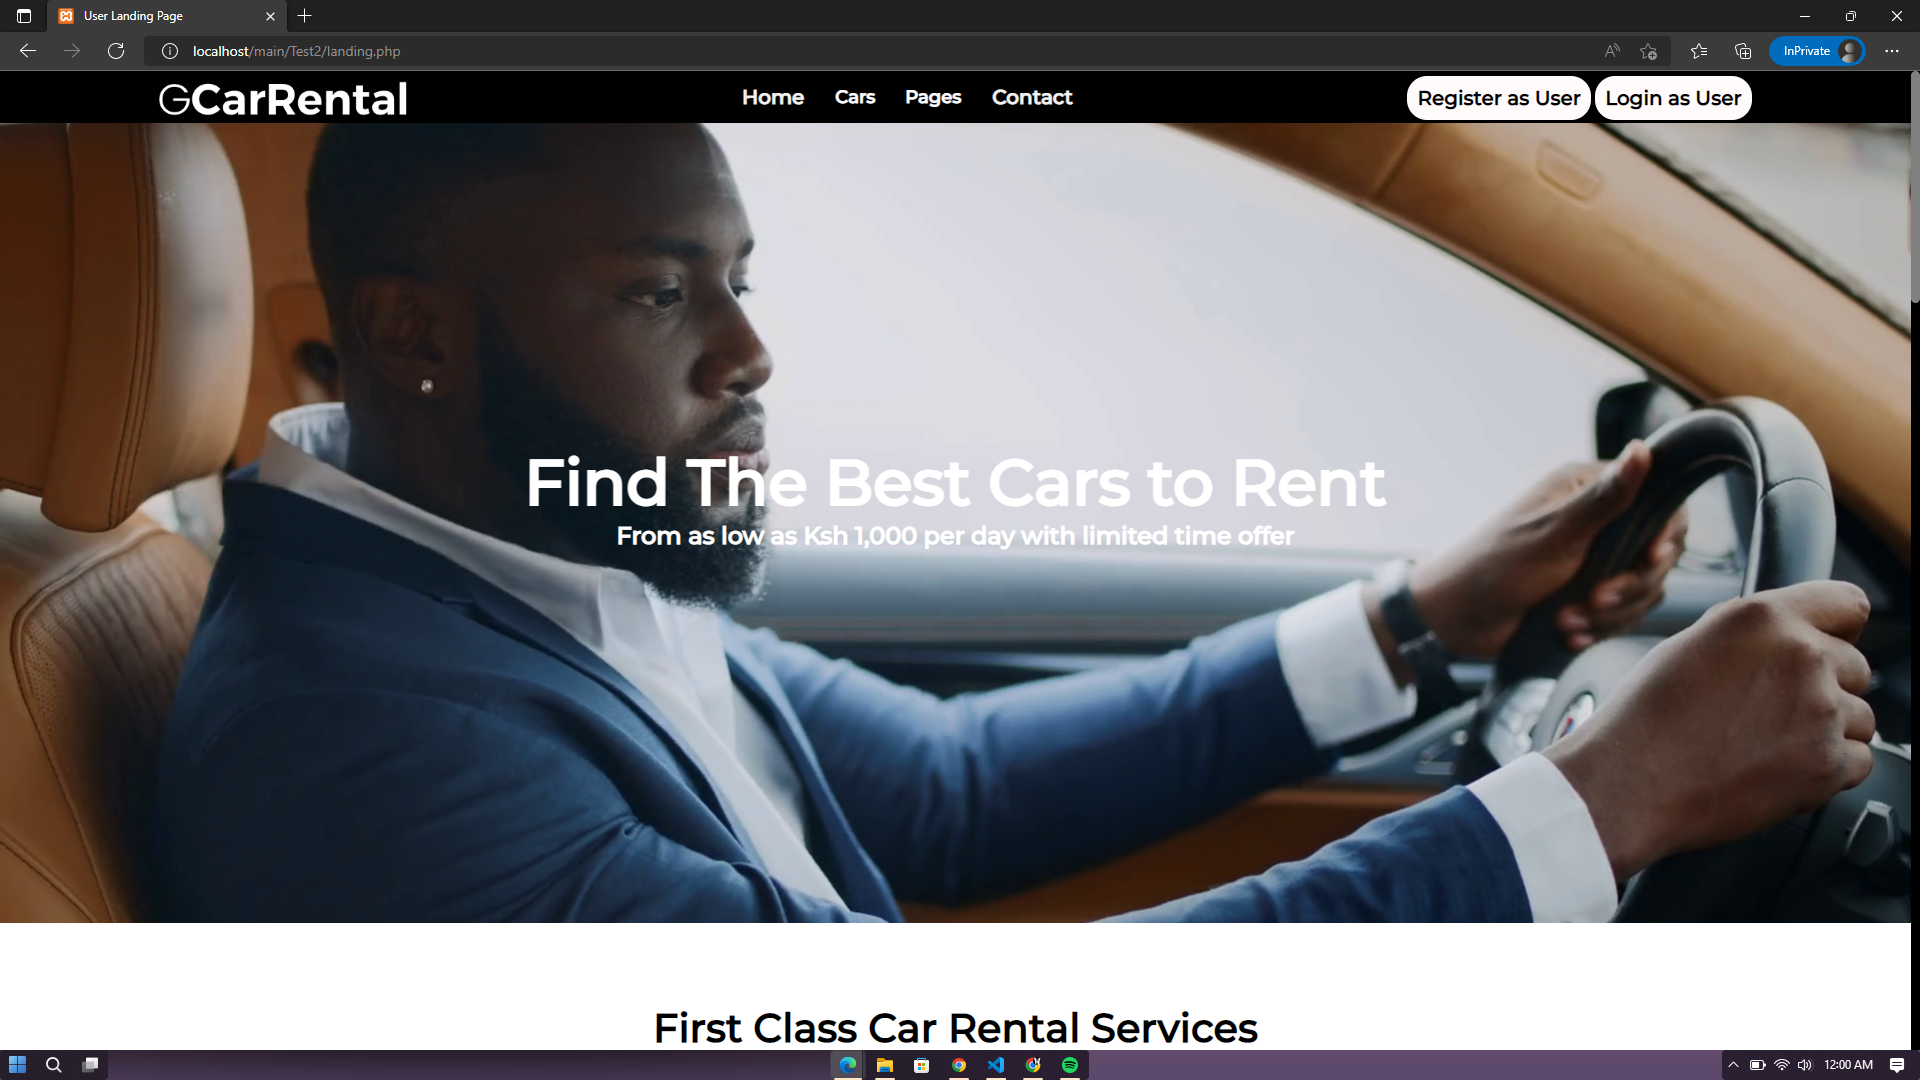 User Landing Page
localhost/main/Test2/landing.php
InPrivate
GCarRental
Home Cars Pages Contact
Register as User Login as User
Find The Best Cars to Rent
From as low as Ksh 1,000 per day with limited time offer
First Class Car Rental Services
12:00 AM